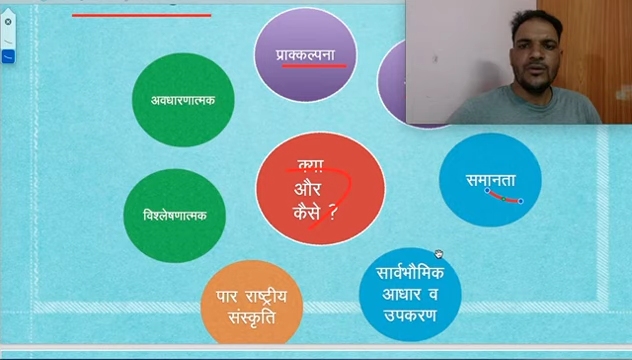 प्राक्कल्पना
अवधारणात्मक
क्या
और
कैसे ?
समानता
विश्लेषणात्मक
सार्वभौमिक
आधार व
उपकरण
पार राष्ट्रीय
संस्कृति